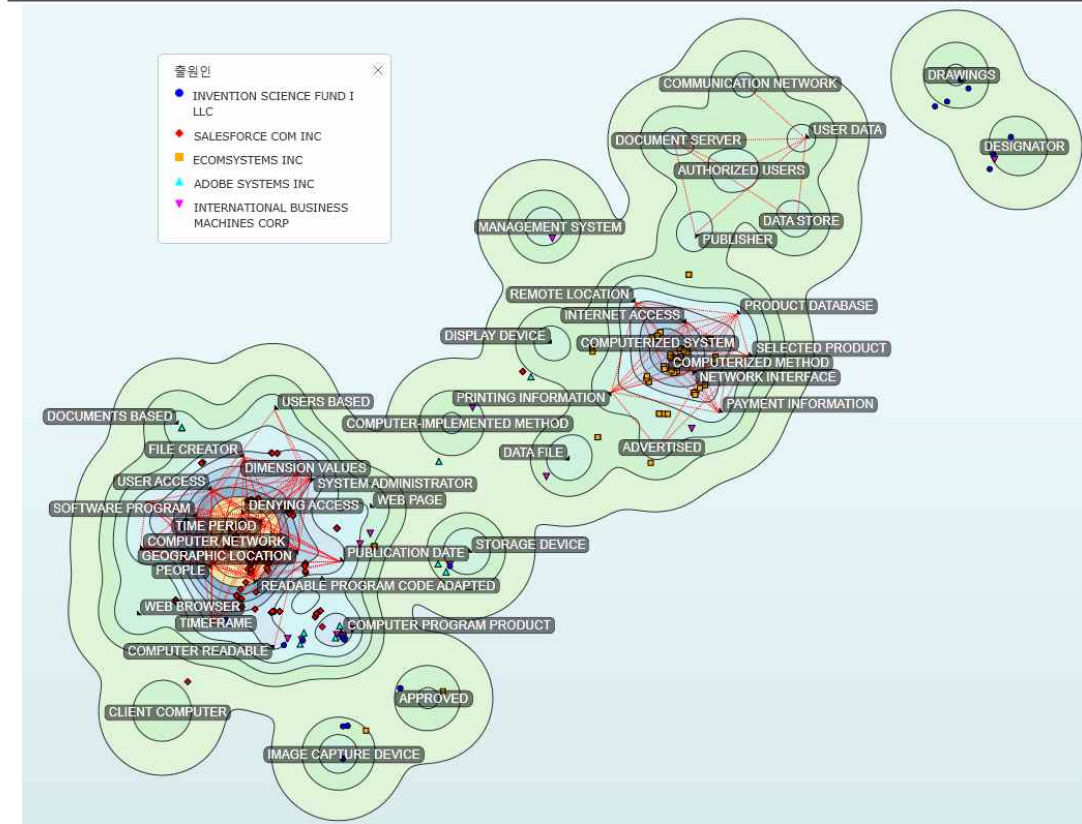 출원인
INVENTION SCIENCE FUND I
LLC
SALESFORCE COM INC
ECOMSYSTEMS INC
ADOBE SYSTEMS INC
INTERNATIONAL BUSINESS
MACHINES CORP
DRAWINGS
COMMUNICATION NETWORK
USER DATA
DOCUMENT SERVER
DESIGNATOR
AUTHORIZED USERS
DATA STORE
MANAGEMENT SYSTEM
PUBLISHER
REMOTE LOCATION
PRODUCT DATABASE
INTERNET ACCESS
DISPLAY DEVICE
COMPUTERIZED SYSTEM
SELECTED PRODUCT
COMPUTERIZED METHOD
NETWORK INTERFACE
PRINTING INFORMATION
PAYMENT INFORMATION
USERS BASED
DOCUMENTS BASED
COMPUTER-IMPLEMENTED METHOD
ADVERTISED
FILE CREATOR
DATA FILE
DIMENSION VALUES
USER ACCESS
SYSTEM ADMINISTRATOR
WEB PAGE
SOFTWARE PROGRAM
DENYING ACCESS
TIME PERIOD
COMPUTER NETWORK
STORAGE DEVICE
GEOGRAPHIC LOCATION
PUBLICATION DATE
PEOPLE
READABLE PROGRAM CODE ADAPTED
WEB BROWSER
TIMEFRAME
COMPUTER PROGRAM PRODUCT
COMPUTER READABLE
APPROVED
CLIENT COMPUTER
IMAGE CAPTURE DEVICE